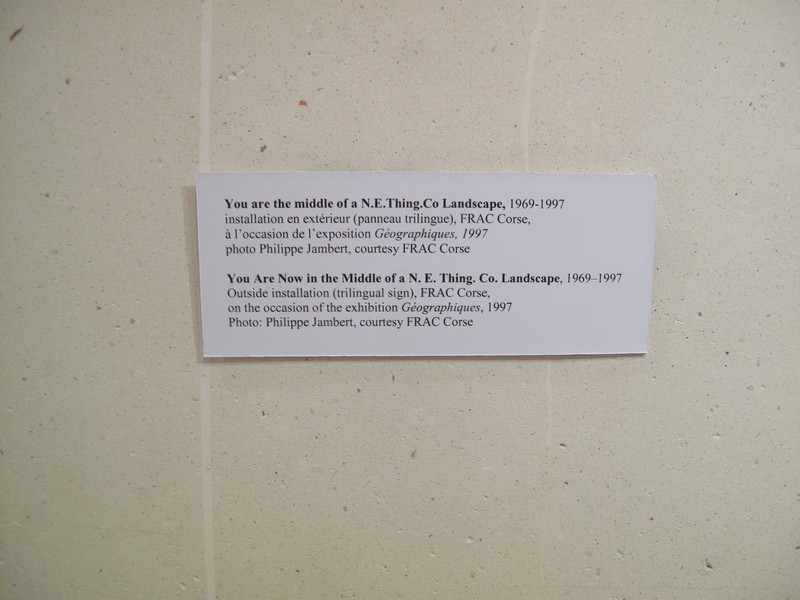 You are the middle of a N.E.Thing.Co Landscape, 1969-1997
installation en extérieur (panneau trilingue), FRAC Corse,
à l'occasion de l'exposition Géographiques, 1997
photo Philippe Jambert, courtesy FRAC Corse
You Are Now in the Middle of a N. E. Thing. Co. Landscape, 1969–1997
Outside installation (trilingual sign), FRAC Corse,
on the occasion of the exhibition Géographiques, 1997
Photo: Philippe Jambert, courtesy FRAC Corse